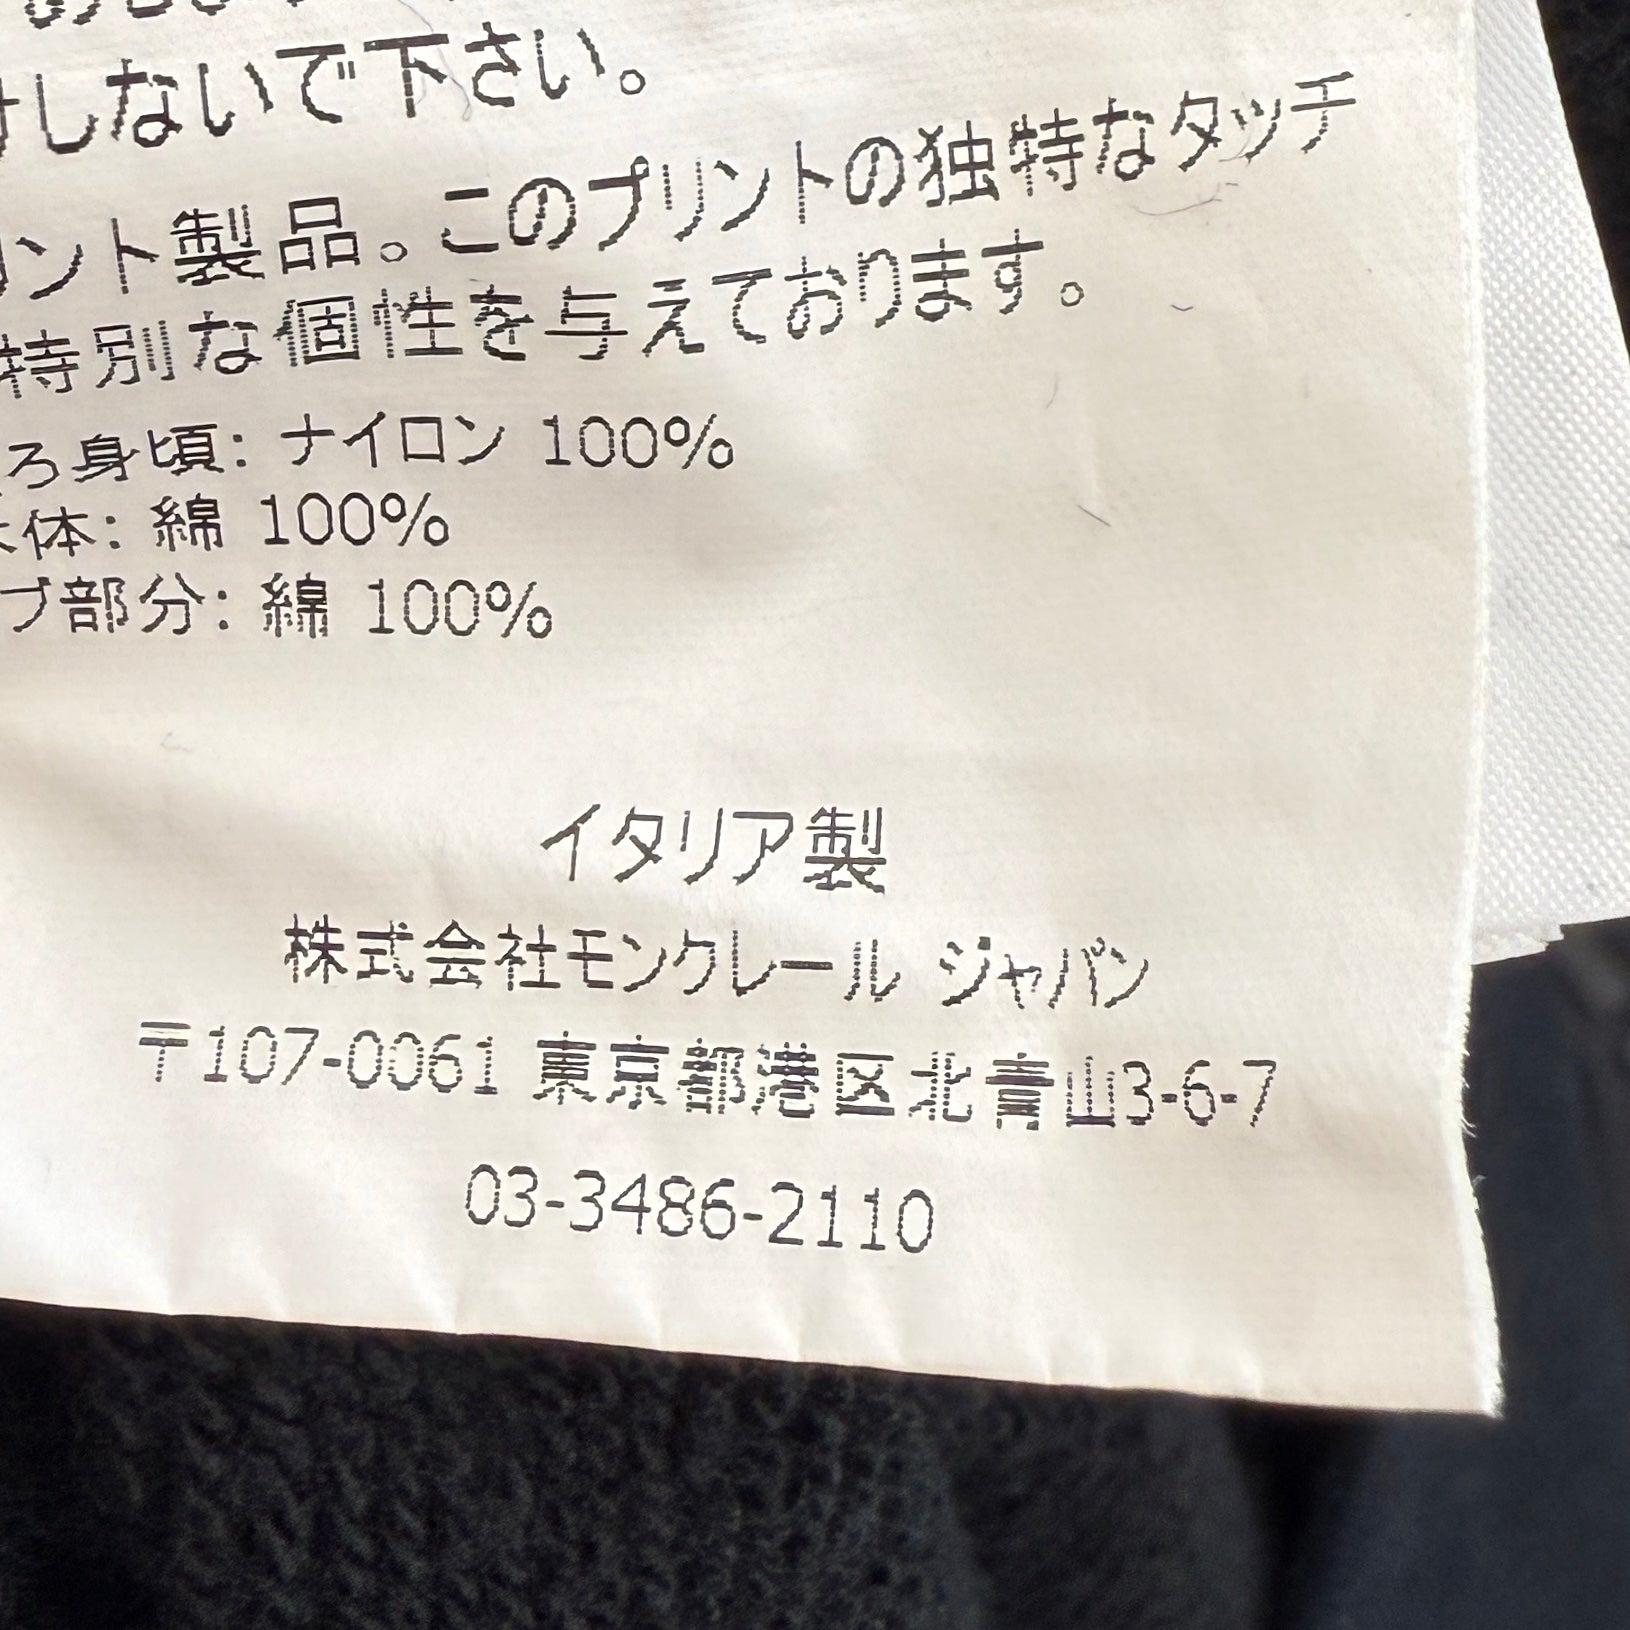 しないで下さい。
ント製品。このプリントの独特なタッチ
特別な個性を与えております。
ろ身頃: ナイロン 100%
体: 綿 100%
ブ部分: 綿 100%
イタリア製
株式会社モンクレール ジャパン
〒107-0061 東京都港区北青山3-6-7
03-3486-2110